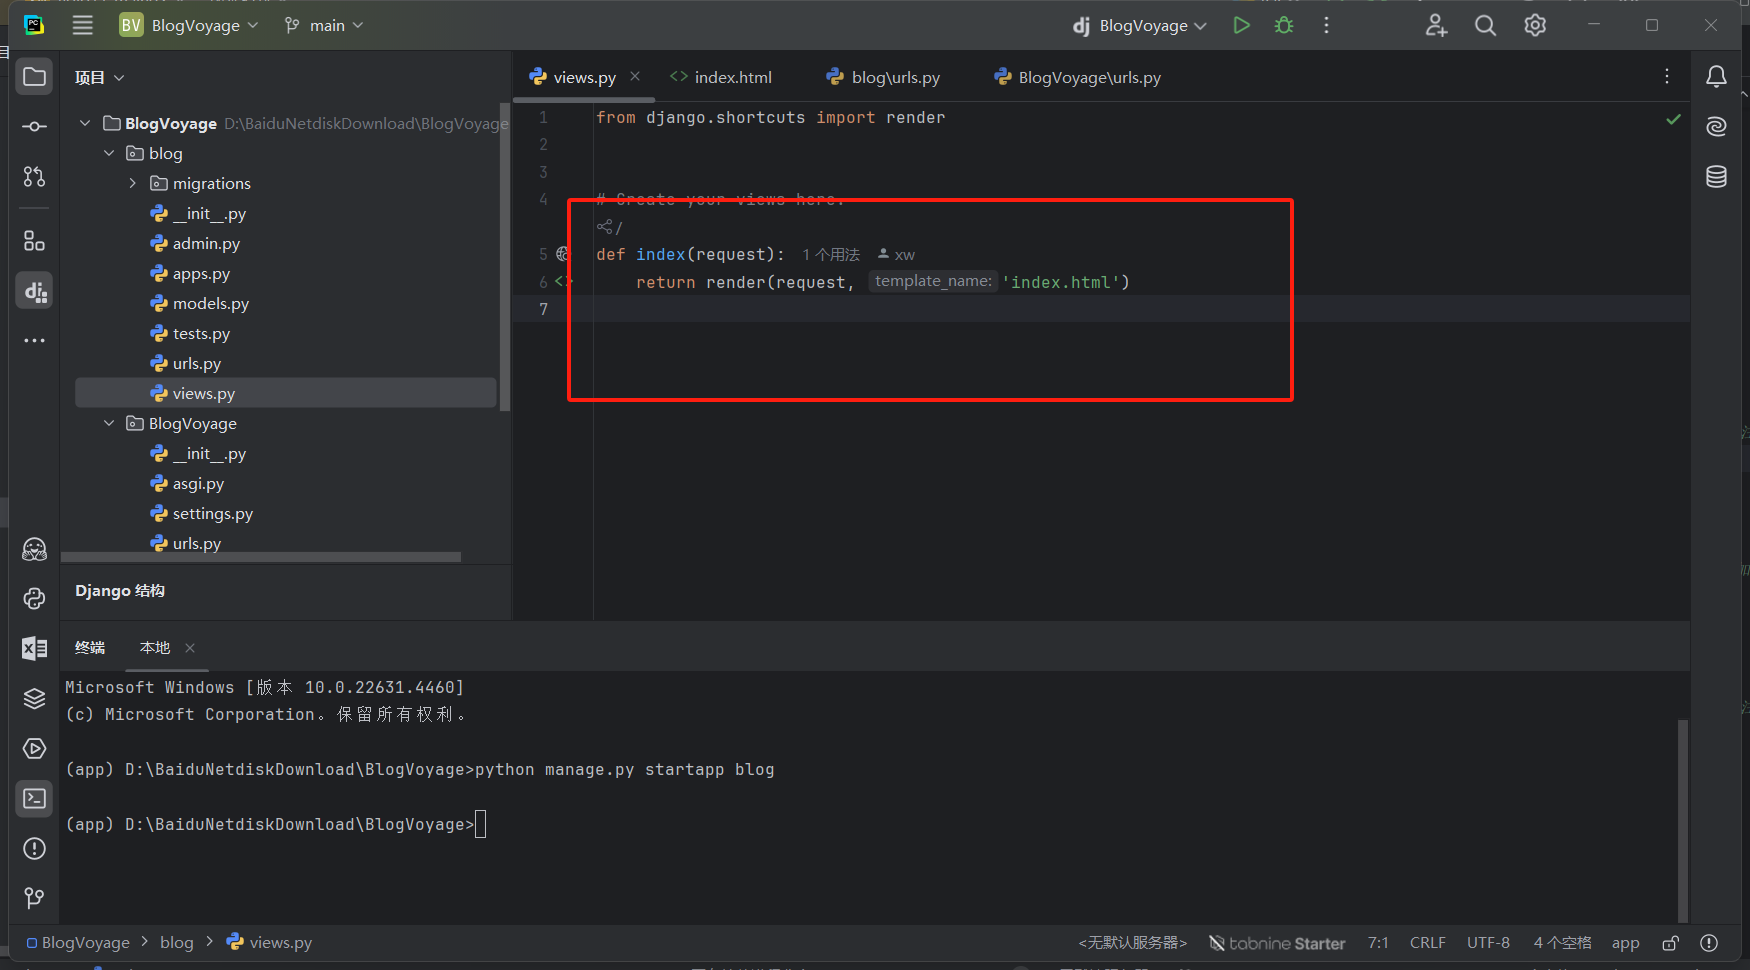 BV BlogVoyage main dj BlogVoyage
项目
views.py index.html blog\urls.py BlogVoyage\urls.py
BlogVoyage D:\BaiduNetdiskDownload\BlogVoyage
blog
migrations
__init__.py
admin.py
apps.py
models.py
tests.py
urls.py
views.py
BlogVoyage
__init__.py
asgi.py
settings.py
urls.py
Django 结构
1 from django.shortcuts import render
2
3
4 # Create your views here.
/
5 def index(request): 1 个用法 xw
6 return render(request, template_name: 'index.html')
7
终端 本地
Microsoft Windows [版本 10.0.22631.4460]
(c) Microsoft Corporation。保留所有权利。
(app) D:\BaiduNetdiskDownload\BlogVoyage>python manage.py startapp blog
(app) D:\BaiduNetdiskDownload\BlogVoyage>
BlogVoyage > blog > views.py <无默认服务器> tabnine Starter 7:1 CRLF UTF-8 4 个空格 app